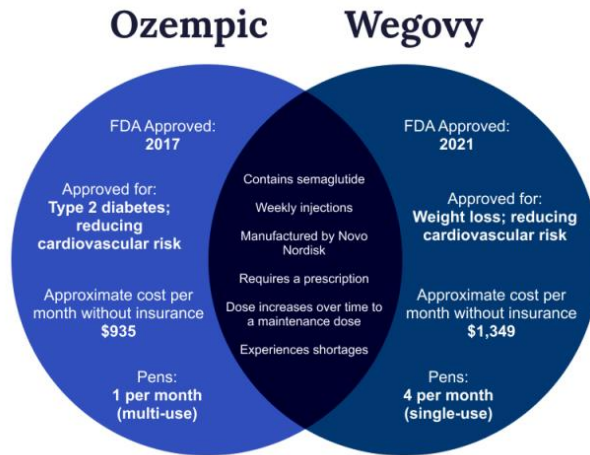 Ozempic
Wegovy
FDA Approved:
2017
Approved for:
Type 2 diabetes;
reducing
cardiovascular risk
Approximate cost per
month without insurance
$935
Pens:
1 per month
(multi-use)
Contains semaglutide
Weekly injections
Manufactured by Novo
Nordisk
Requires a prescription
Dose increases over time to
a maintenance dose
Experiences shortages
FDA Approved:
2021
Approved for:
Weight loss; reducing
cardiovascular risk
Approximate cost per
month without insurance
$1,349
Pens:
4 per month
(single-use)